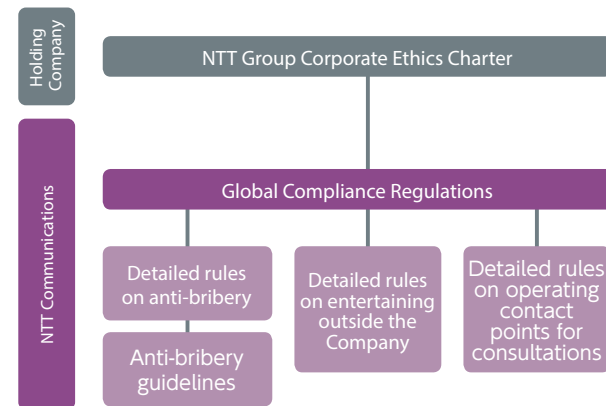 Holding
Company
NTT Group Corporate Ethics Charter
NTT Communications
Global Compliance Regulations
Detailed rules
on anti-bribery
Detailed rules
on entertaining
outside the
Company
Detailed rules
on operating
contact
points for
consultations
Anti-bribery
guidelines